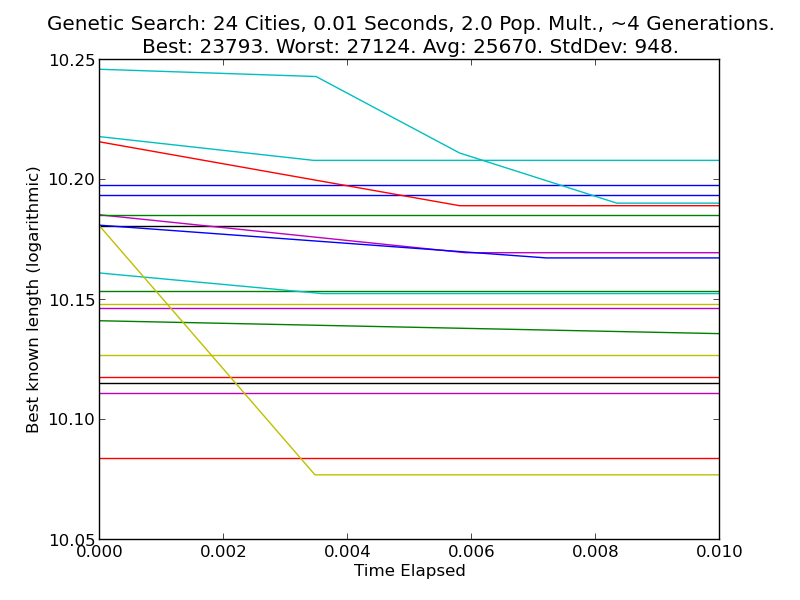 Genetic Search: 24 Cities, 0.01 Seconds, 2.0 Pop. Mult., ~4 Generations.
Best: 23793. Worst: 27124. Avg: 25670. StdDev: 948.
10.25
10.20
10.15
10.10
10.05
Best known length (logarithmic)
0.000 0.002 0.004 0.006 0.008 0.010
Time Elapsed